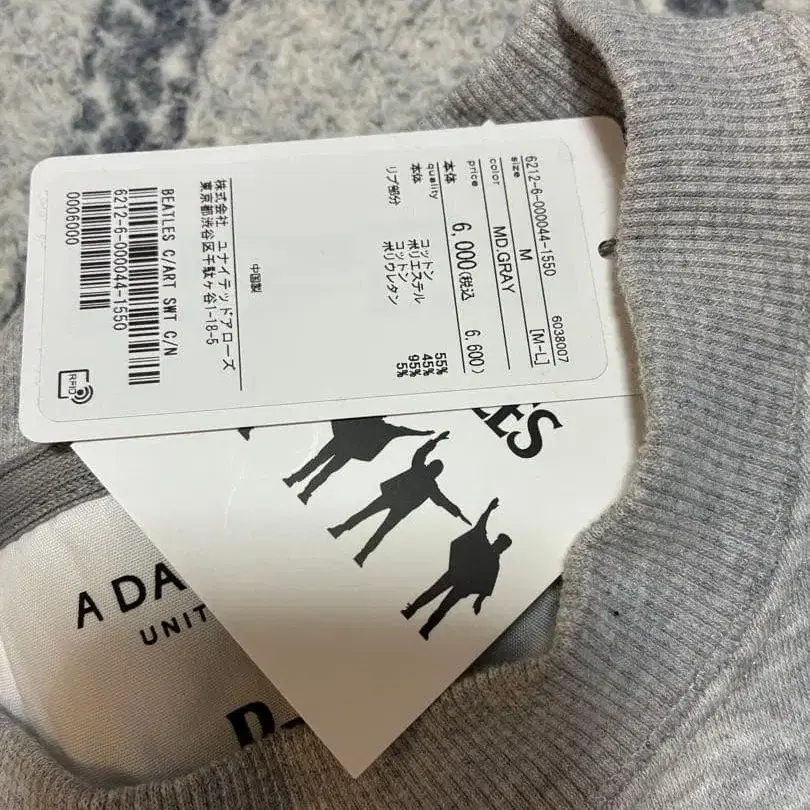 6212-6-000044-1550 6038007
size M [M-L]
color MD.GRAY
price
本体 6,000(税込 6,600)
quality
本体 コットン 55%
ポリエステル 45%
リブ部分 コットン 95%
ポリウレタン 5%
中国製
株式会社 ユナイテッドアローズ
東京都渋谷区千駄ヶ谷1-18-5
BEATLES C/ART SWT C/N
6212-6-000044-1550
0006000
RFID
LES
A DA
UNIT